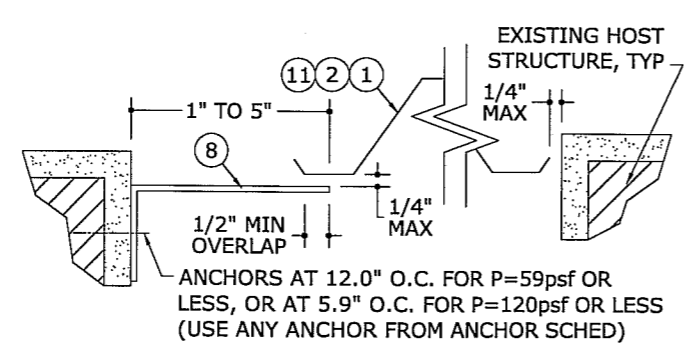 EXISTING HOST
STRUCTURE, TYP
11 2 1
1/4"
MAX
1" TO 5"
8
1/4"
MAX
1/2" MIN
OVERLAP
ANCHORS AT 12.0" O.C. FOR P=59psf OR
LESS, OR AT 5.9" O.C. FOR P=120psf OR LESS
(USE ANY ANCHOR FROM ANCHOR SCHED)